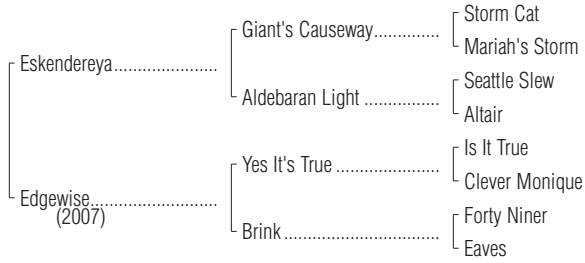 Storm Cat
Giant's Causeway..............
Mariah's Storm
Eskendereya......................
Seattle Slew
Aldebaran Light ................
Altair
Is It True
Yes It's True ......................
Clever Monique
Edgewise...........................
(2007)
Forty Niner
Brink.................................
Eaves